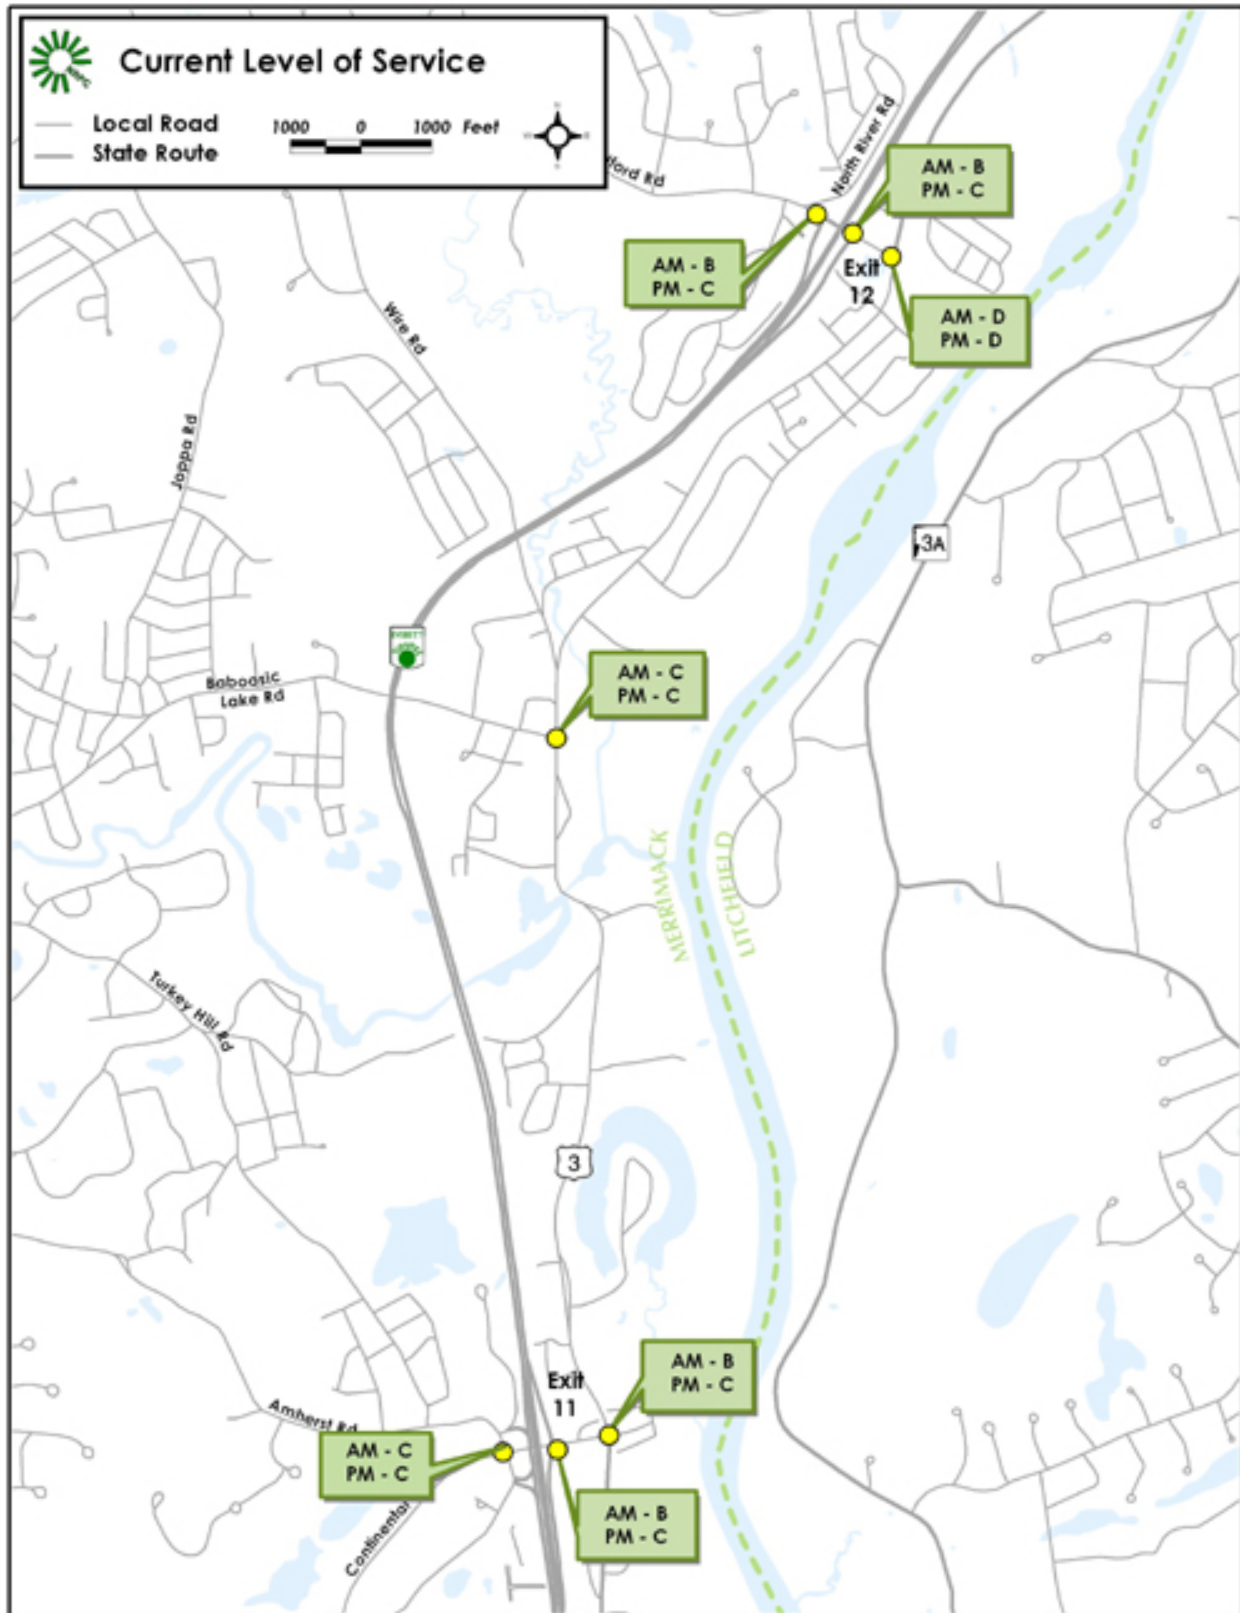 Current Level of Service
Local Road
State Route
1000 0 1000 Feet
ford Rd
North River Rd
AM - B
PM - C
AM - B
PM - C
Exit
12
AM - D
PM - D
Wire Rd
Joppa Rd
3A
Baboosic
Lake Rd
AM - C
PM - C
MERRIMACK
LITCHFIELD
Turkey Hill Rd
3
AM - B
PM - C
Exit
11
Amherst Rd
AM - C
PM - C
AM - B
PM - C
Continental